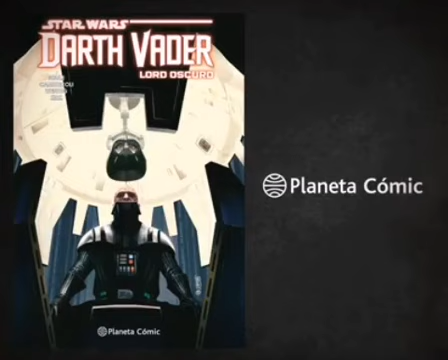 STAR WARS
DARTH VADER
LORD OSCURO
Planeta Cómic
Planeta Cómic